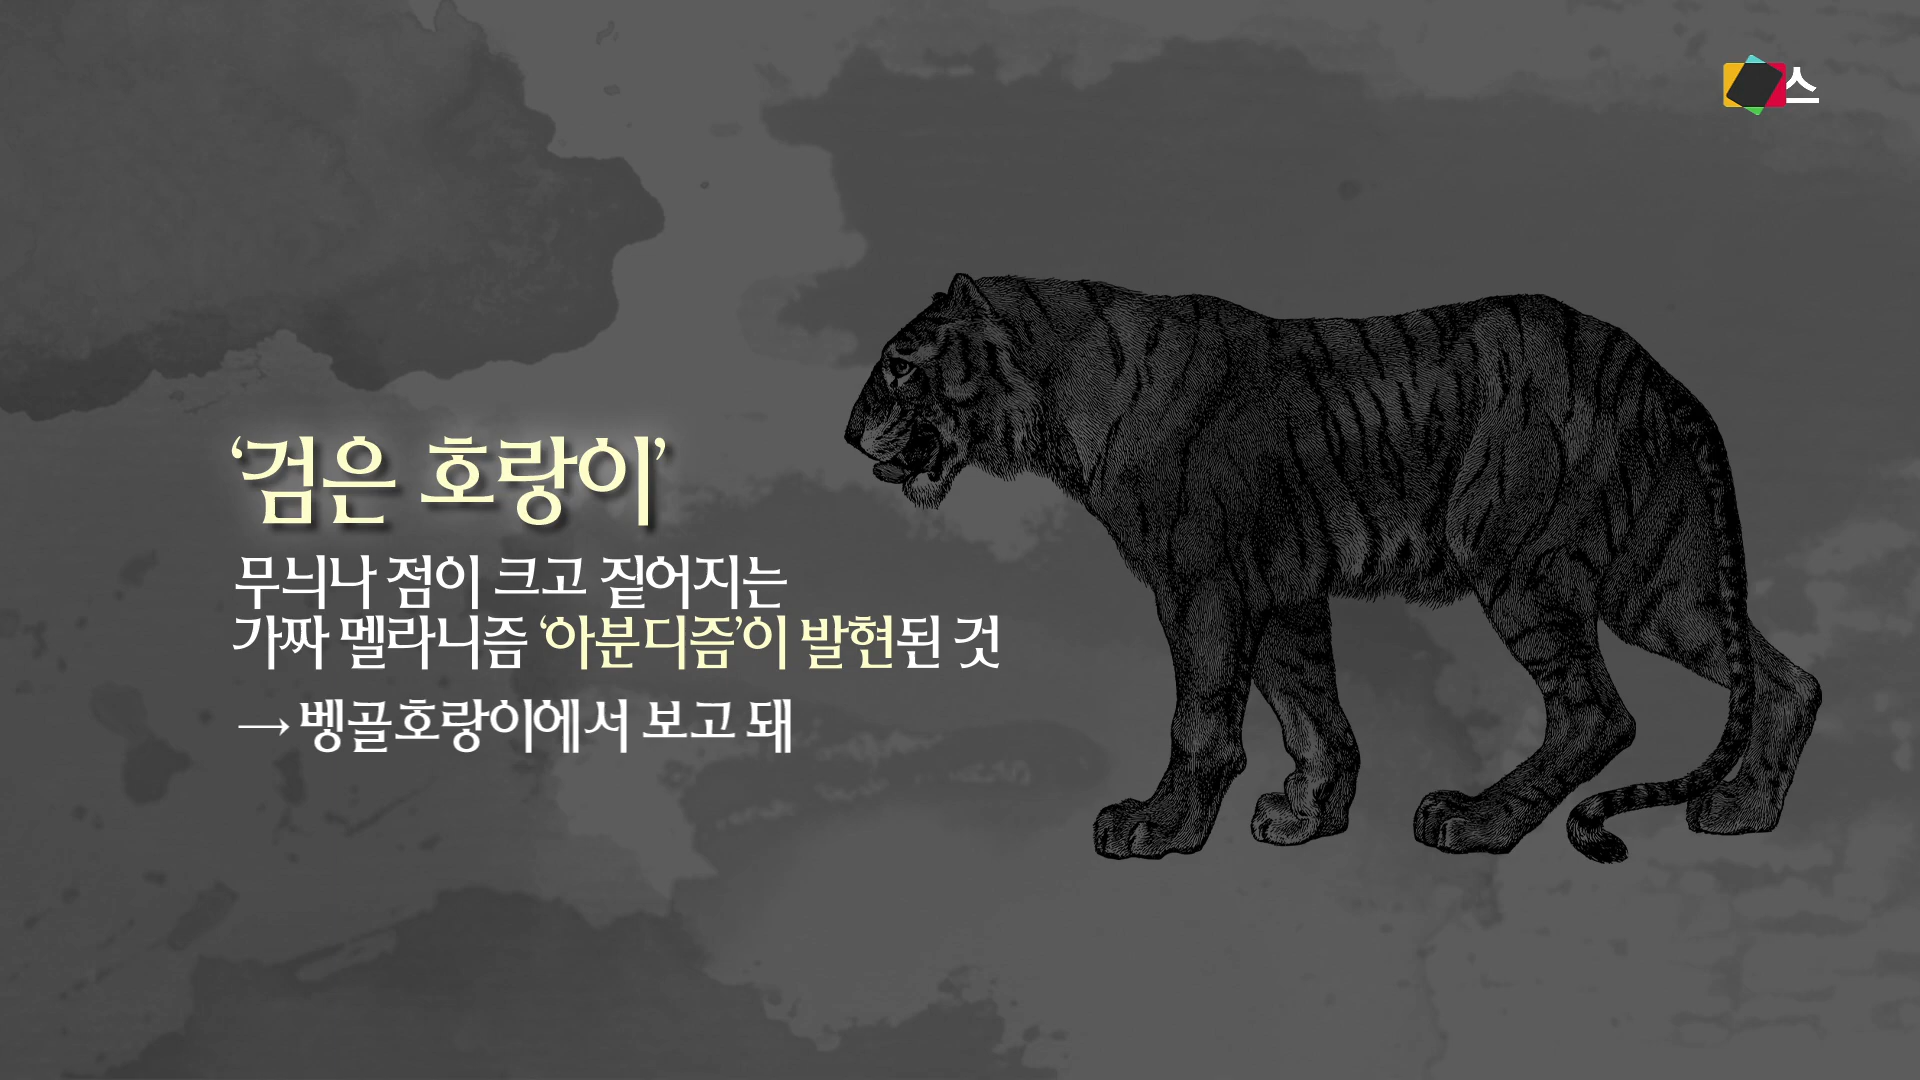 스
‘검은 호랑이’
무늬나 점이 크고 짙어지는
가짜 멜라니즘 ‘아분디즘’이 발현된 것
→ 벵골호랑이에서 보고 돼